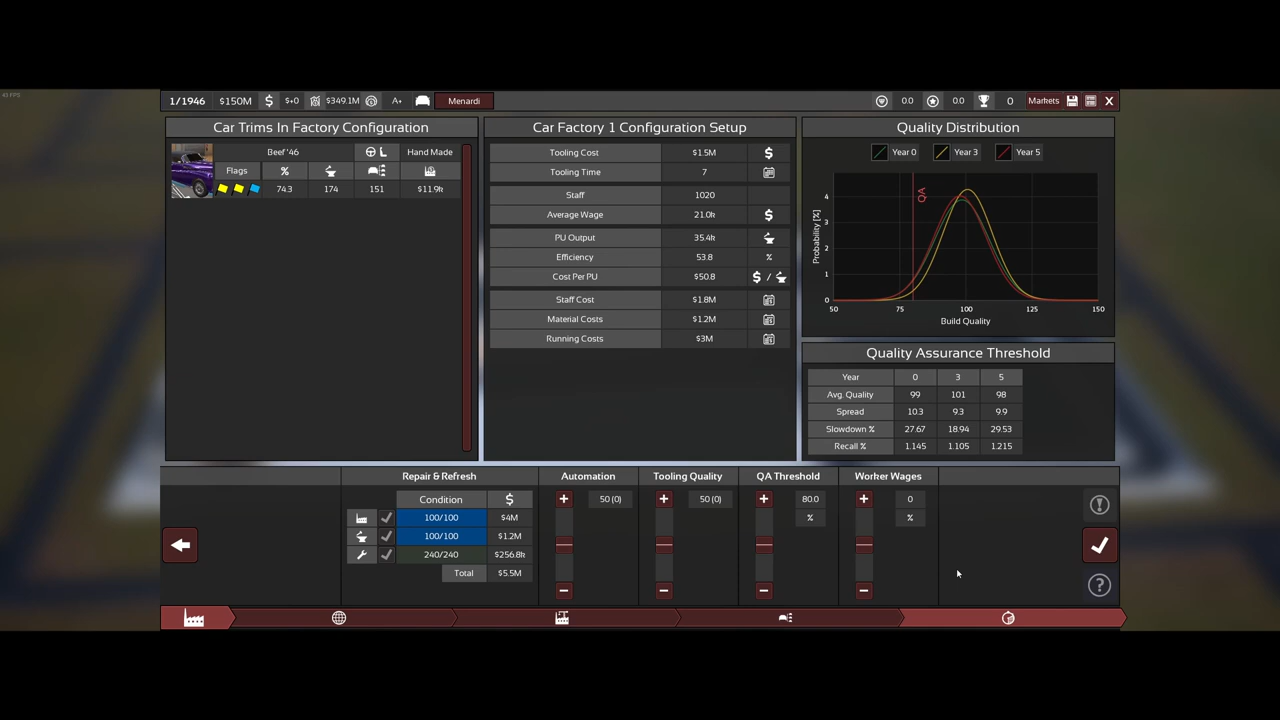 43 FPS
1/1946 $150M $+0 $349.1M A+ Menardi 0.0 0.0 0 Markets X
Car Trims In Factory Configuration
Beef '46 L Hand Made
Flags %
74.3 174 151 $11.9k
Car Factory 1 Configuration Setup
Tooling Cost $1.5M $
Tooling Time 7
Staff 1020
Average Wage 21.0k $
PU Output 35.4k
Efficiency 53.8 %
Cost Per PU $50.8 $ /
Staff Cost $1.8M
Material Costs $1.2M
Running Costs $3M
Quality Distribution
Year 0 Year 3 Year 5
Probability [%]
4
3
2
1
0
QA
50 75 100 125 150
Build Quality
Quality Assurance Threshold
Year 0 3 5
Avg. Quality 99 101 98
Spread 10.3 9.3 9.9
Slowdown % 27.67 18.94 29.53
Recall % 1.145 1.105 1.215
Repair & Refresh
Condition $
100/100 $4M
100/100 $1.2M
240/240 $256.8k
Total $5.5M
Automation
+ 50 (0)
Tooling Quality
+ 50 (0)
QA Threshold
+ 80.0
%
Worker Wages
+ 0
%
!
?